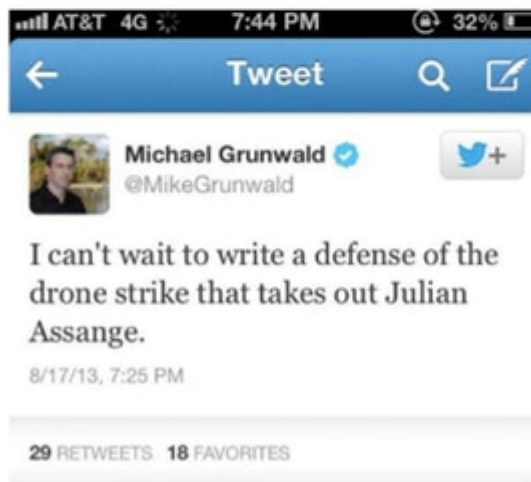 AT&T 4G 7:44 PM 32%
Tweet
Michael Grunwald
@MikeGrunwald
+
I can't wait to write a defense of the
drone strike that takes out Julian
Assange.
8/17/13, 7:25 PM
29 RETWEETS 18 FAVORITES